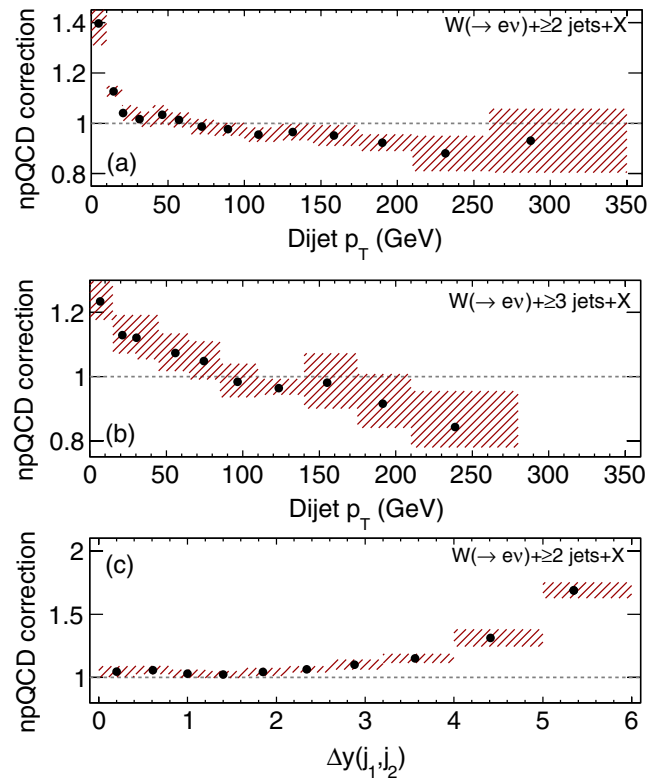 W(→ eν)+≥2 jets+X
npQCD correction
1.4
1.2
1
0.8
(a)
0 50 100 150 200 250 300 350
Dijet p_T (GeV)
W(→ eν)+≥3 jets+X
npQCD correction
1.2
1
0.8
(b)
0 50 100 150 200 250 300 350
Dijet p_T (GeV)
(c)
W(→ eν)+≥2 jets+X
npQCD correction
2
1.5
1
0 1 2 3 4 5 6
Δy(j_1,j_2)